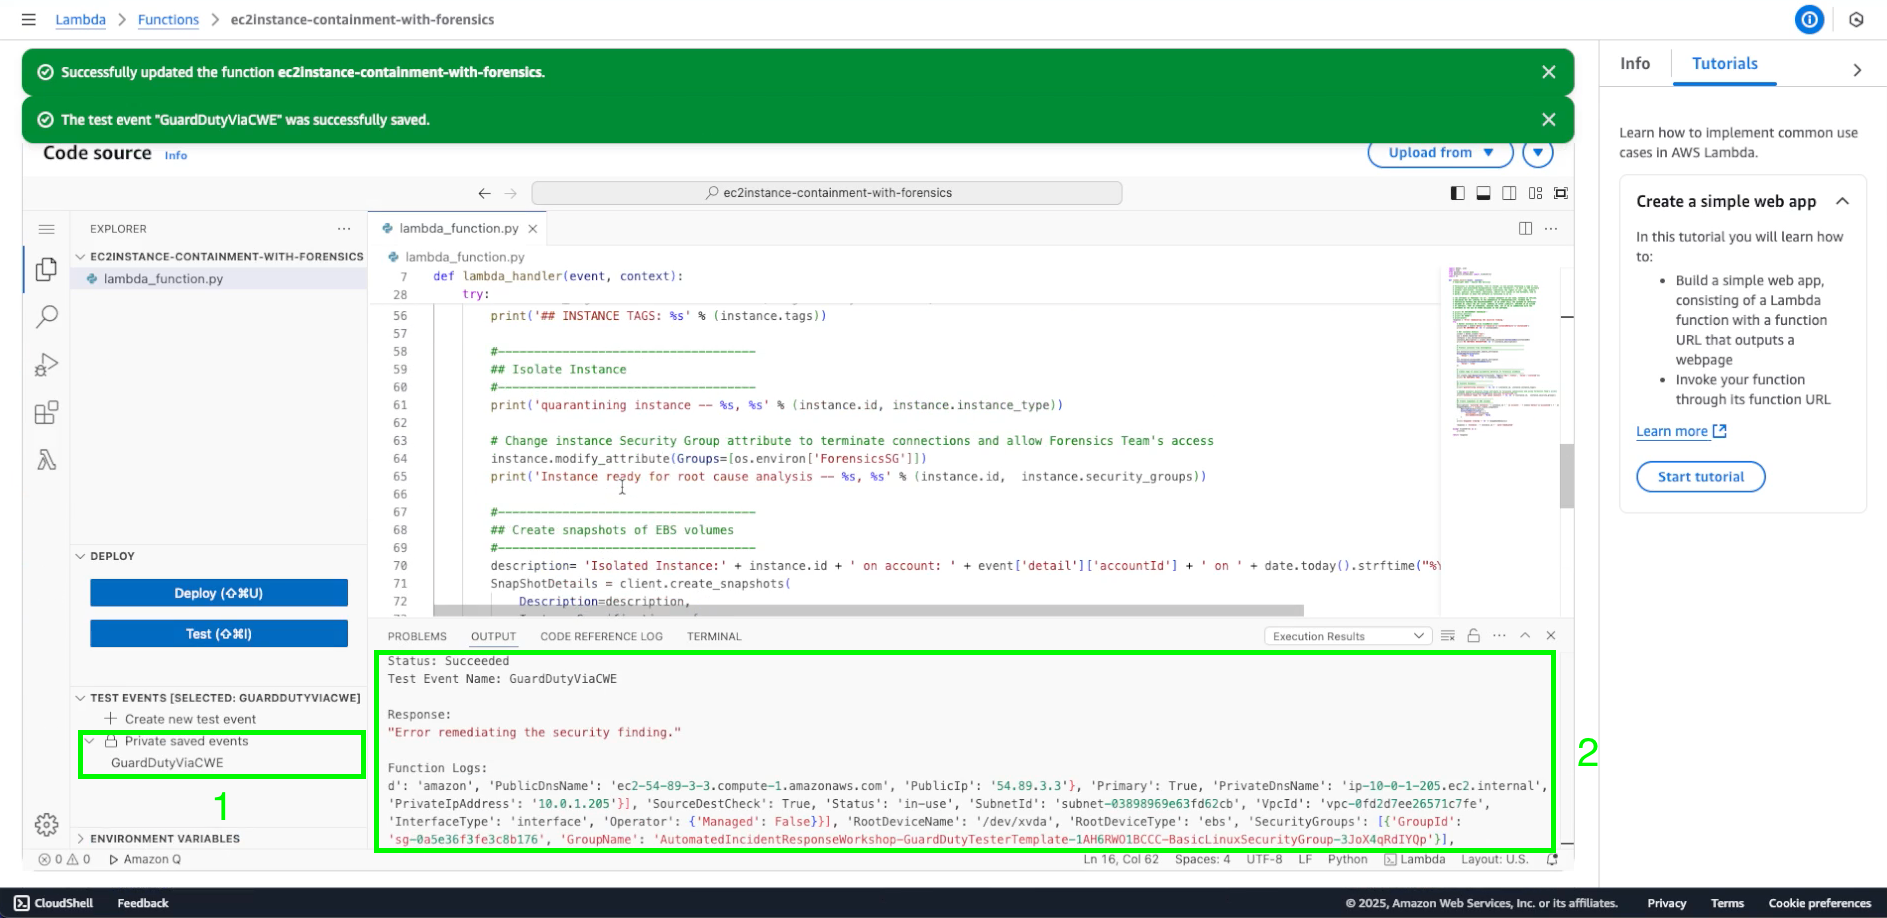 Lambda > Functions > ec2instance-containment-with-forensics
Successfully updated the function ec2instance-containment-with-forensics.
The test event "GuardDutyViaCWE" was successfully saved.
Code source Info
Upload from
ec2instance-containment-with-forensics
EXPLORER
EC2INSTANCE-CONTAINMENT-WITH-FORENSICS
lambda_function.py
DEPLOY
Deploy (⇧⌘U)
Test (⇧⌘I)
TEST EVENTS [SELECTED: GUARDDUTYVIACWE]
Create new test event
Private saved events
GuardDutyViaCWE
1
ENVIRONMENT VARIABLES
lambda_function.py
lambda_function.py
7 def lambda_handler(event, context):
28 try:
56 print('## INSTANCE TAGS: %s' % (instance.tags))
57
58 #------------------------------------
59 ## Isolate Instance
60 #------------------------------------
61 print('quarantining instance -- %s, %s' % (instance.id, instance.instance_type))
62
63 # Change instance Security Group attribute to terminate connections and allow Forensics Team's access
64 instance.modify_attribute(Groups=[os.environ['ForensicsSG']])
65 print('Instance ready for root cause analysis -- %s, %s' % (instance.id,  instance.security_groups))
66
67 #------------------------------------
68 ## Create snapshots of EBS volumes
69 #------------------------------------
70 description= 'Isolated Instance:' + instance.id + ' on account: ' + event['detail']['accountId'] + ' on ' + date.today().strftime("%Y
71 SnapShotDetails = client.create_snapshots(
72 Description=description,
PROBLEMS OUTPUT CODE REFERENCE LOG TERMINAL
Execution Results
Status: Succeeded
Test Event Name: GuardDutyViaCWE
Response:
"Error remediating the security finding."
Function Logs:
d': 'amazon', 'PublicDnsName': 'ec2-54-89-3-3.compute-1.amazonaws.com', 'PublicIp': '54.89.3.3'}, 'Primary': True, 'PrivateDnsName': 'ip-10-0-1-205.ec2.internal',
'PrivateIpAddress': '10.0.1.205'}], 'SourceDestCheck': True, 'Status': 'in-use', 'SubnetId': 'subnet-03898969e63fd62cb', 'VpcId': 'vpc-0fd2d7ee26571c7fe',
'InterfaceType': 'interface', 'Operator': {'Managed': False}}], 'RootDeviceName': '/dev/xvda', 'RootDeviceType': 'ebs', 'SecurityGroups': [{'GroupId':
'sg-0a5e36f3fe3c8b176', 'GroupName': 'AutomatedIncidentResponseWorkshop-GuardDutyTesterTemplate-1AH6RWO1BCCC-BasicLinuxSecurityGroup-3JoX4qRdIYQp'}],
2
0 0 Amazon Q
Ln 16, Col 62 Spaces: 4 UTF-8 LF Python Lambda Layout: U.S.
Info Tutorials
Learn how to implement common use
cases in AWS Lambda.
Create a simple web app
In this tutorial you will learn how
to:
• Build a simple web app,
consisting of a Lambda
function with a function
URL that outputs a
webpage
• Invoke your function
through its function URL
Learn more
Start tutorial
CloudShell Feedback
© 2025, Amazon Web Services, Inc. or its affiliates. Privacy Terms Cookie preferences